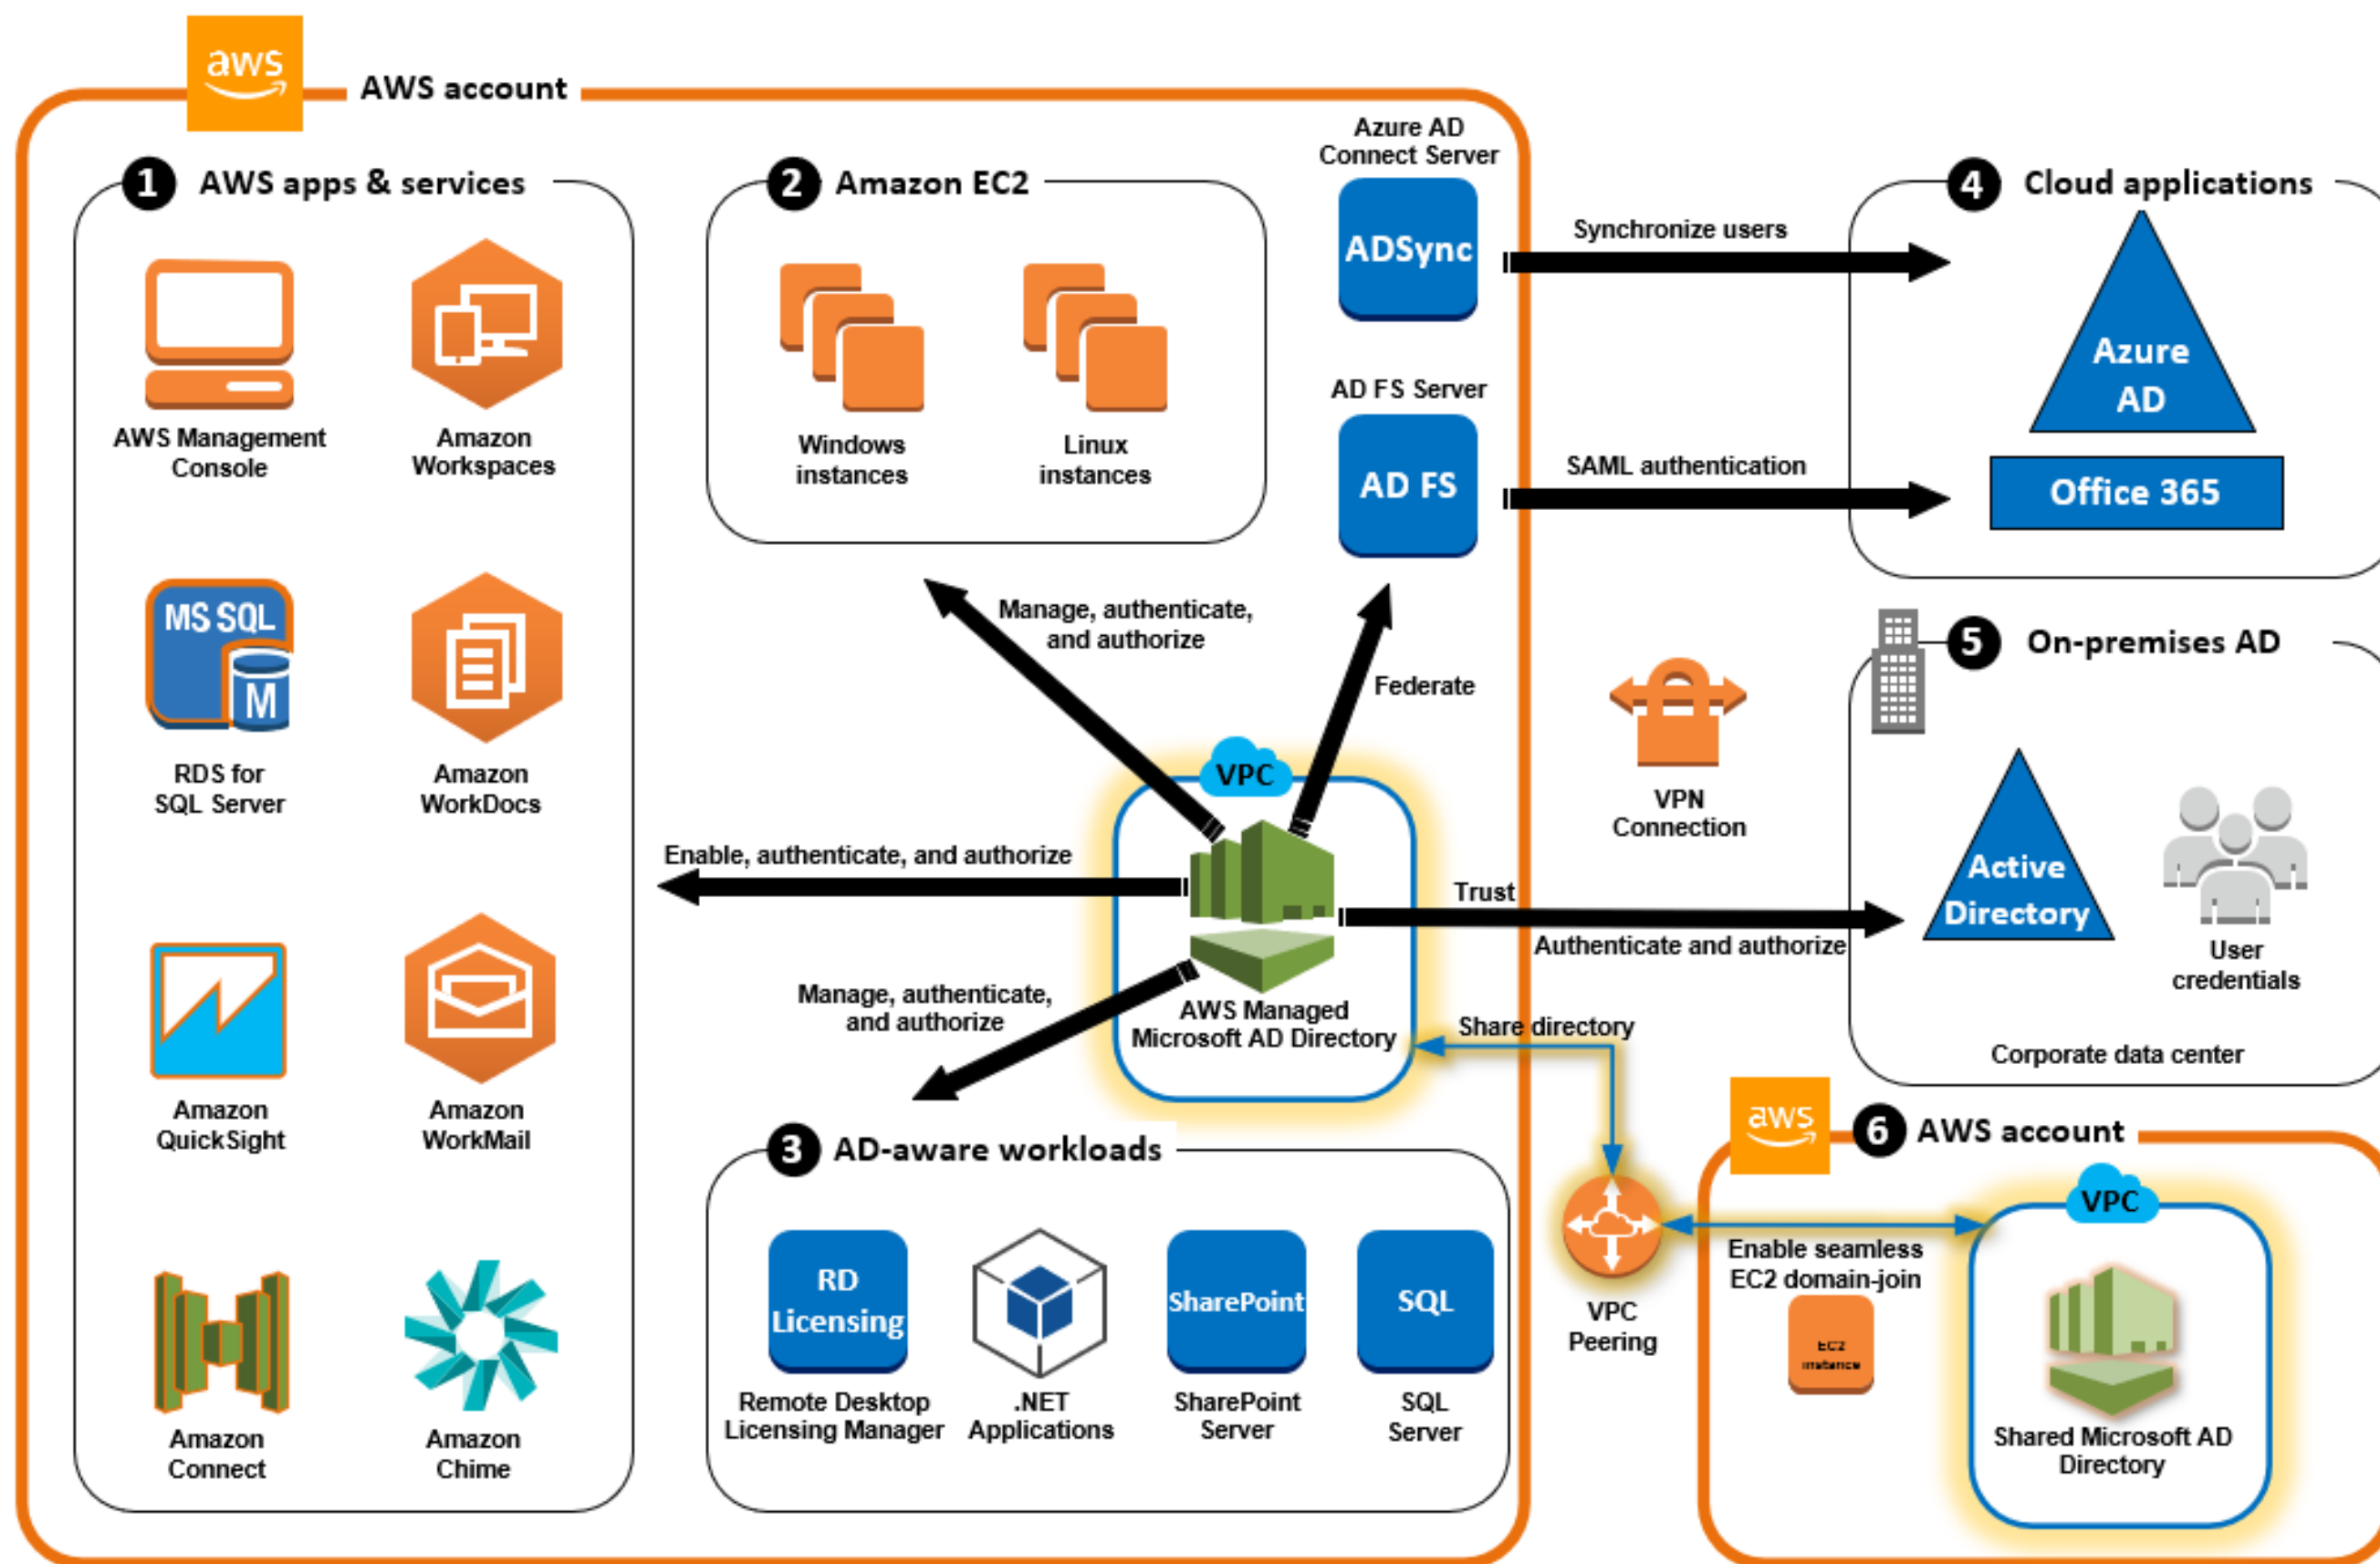 aws
AWS account
1 AWS apps & services
AWS Management
Console
Amazon
Workspaces
MS SQL
M
RDS for
SQL Server
Amazon
WorkDocs
Amazon
QuickSight
Amazon
WorkMail
Amazon
Connect
Amazon
Chime
2 Amazon EC2
Windows
instances
Linux
instances
Azure AD
Connect Server
ADSync
AD FS Server
AD FS
Synchronize users
SAML authentication
4 Cloud applications
Azure
AD
Office 365
Manage, authenticate,
and authorize
Federate
VPC
Enable, authenticate, and authorize
Manage, authenticate,
and authorize
AWS Managed
Microsoft AD Directory
VPN
Connection
Trust
Authenticate and authorize
Share directory
5 On-premises AD
Active
Directory
User
credentials
Corporate data center
3 AD-aware workloads
RD
Licensing
Remote Desktop
Licensing Manager
.NET
Applications
SharePoint
SharePoint
Server
SQL
SQL
Server
VPC
Peering
aws
6 AWS account
Enable seamless
EC2 domain-join
EC2
instance
VPC
Shared Microsoft AD
Directory